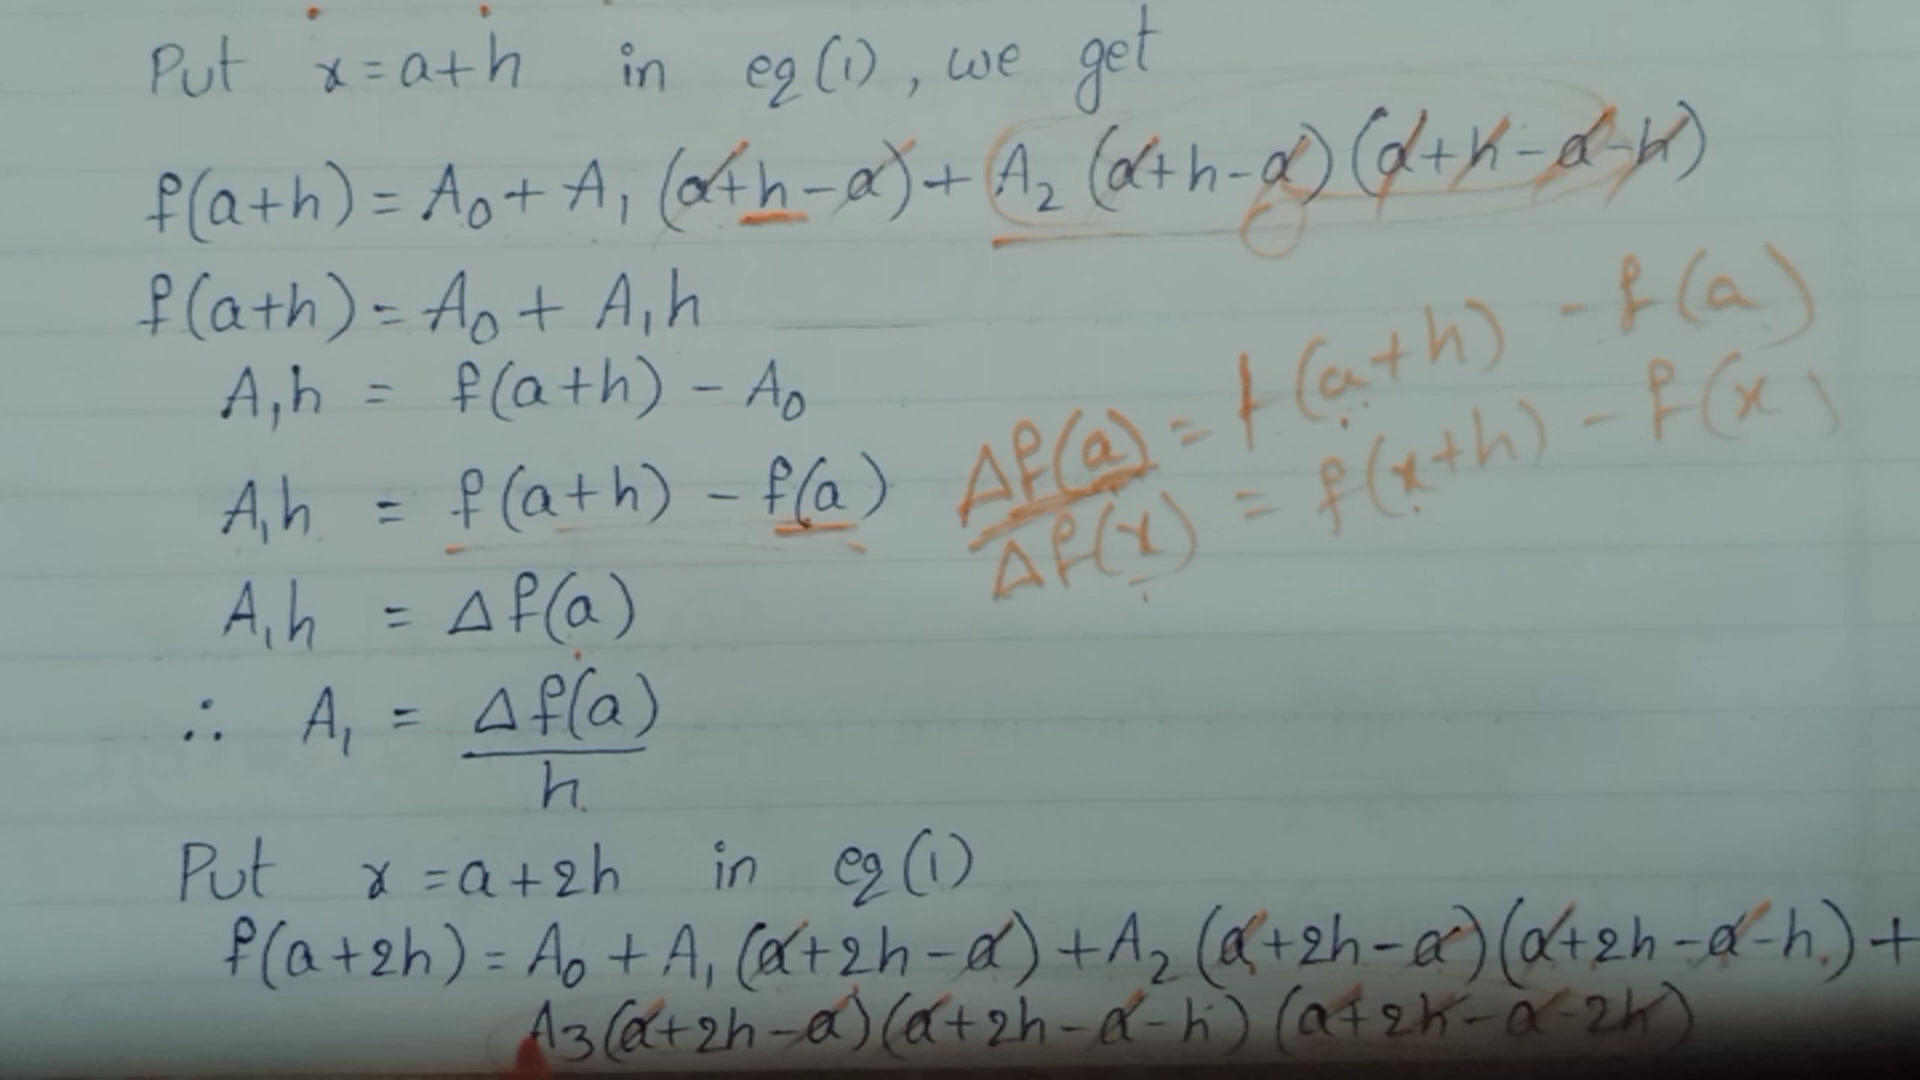 Put x=a+h in eq(1), we get
f(a+h) = A₀ + A₁ (a+h-a) + A₂ (a+h-a) (a+h-a-h)
f(a+h) = A₀ + A₁h
A₁h = f(a+h) - A₀
A₁h = f(a+h) - f(a)
Δf(a) = f(a+h) - f(a)
Δf(x) = f(x+h) - f(x)
A₁h = Δf(a)
∴ A₁ = Δf(a)
h
Put x = a+2h in eq(1)
f(a+2h) = A₀ + A₁ (a+2h-a) + A₂ (a+2h-a)(a+2h-a-h) +
A₃(a+2h-a)(a+2h-a-h) (a+2h-a-2h)